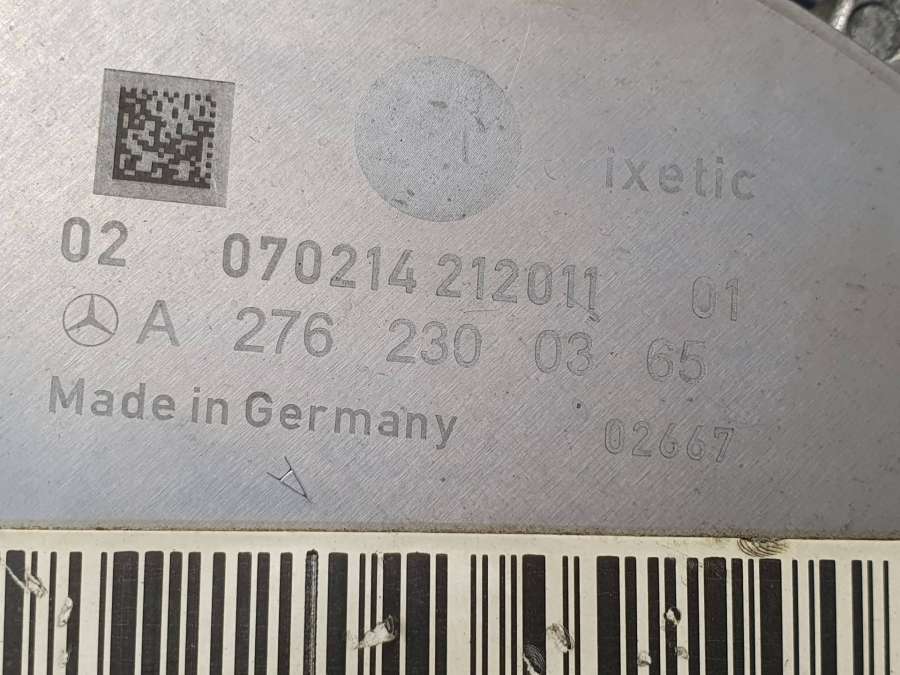 ixetic
02 070214 212011 01
A 276 230 03 65
Made in Germany
02667
A